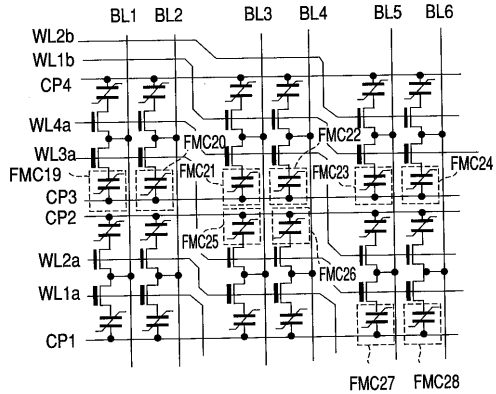 BL1 BL2 BL3 BL4 BL5 BL6
WL2b
WL1b
CP4
WL4a
FMC20 FMC22
WL3a
FMC19 FMC21 FMC23 FMC24
CP3
CP2
FMC25
WL2a FMC26
WL1a
CP1
FMC27 FMC28